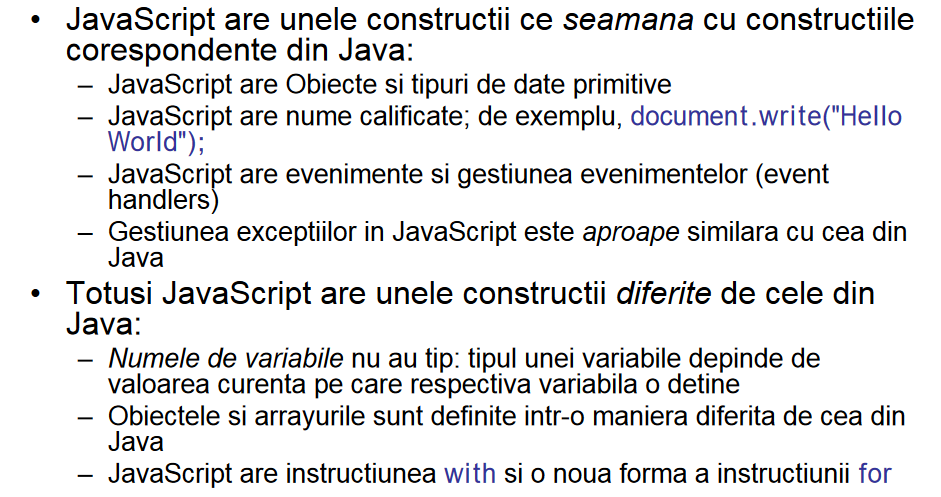 • JavaScript are unele constructii ce seamana cu constructiile
corespondente din Java:
– JavaScript are Obiecte si tipuri de date primitive
– JavaScript are nume calificate; de exemplu, document.write("Hello
World");
– JavaScript are evenimente si gestiunea evenimentelor (event
handlers)
– Gestiunea exceptiilor in JavaScript este aproape similara cu cea din
Java
• Totusi JavaScript are unele constructii diferite de cele din
Java:
– Numele de variabile nu au tip: tipul unei variabile depinde de
valoarea curenta pe care respectiva variabila o detine
– Obiectele si arrayurile sunt definite intr-o maniera diferita de cea din
Java
– JavaScript are instructiunea with si o noua forma a instructiunii for